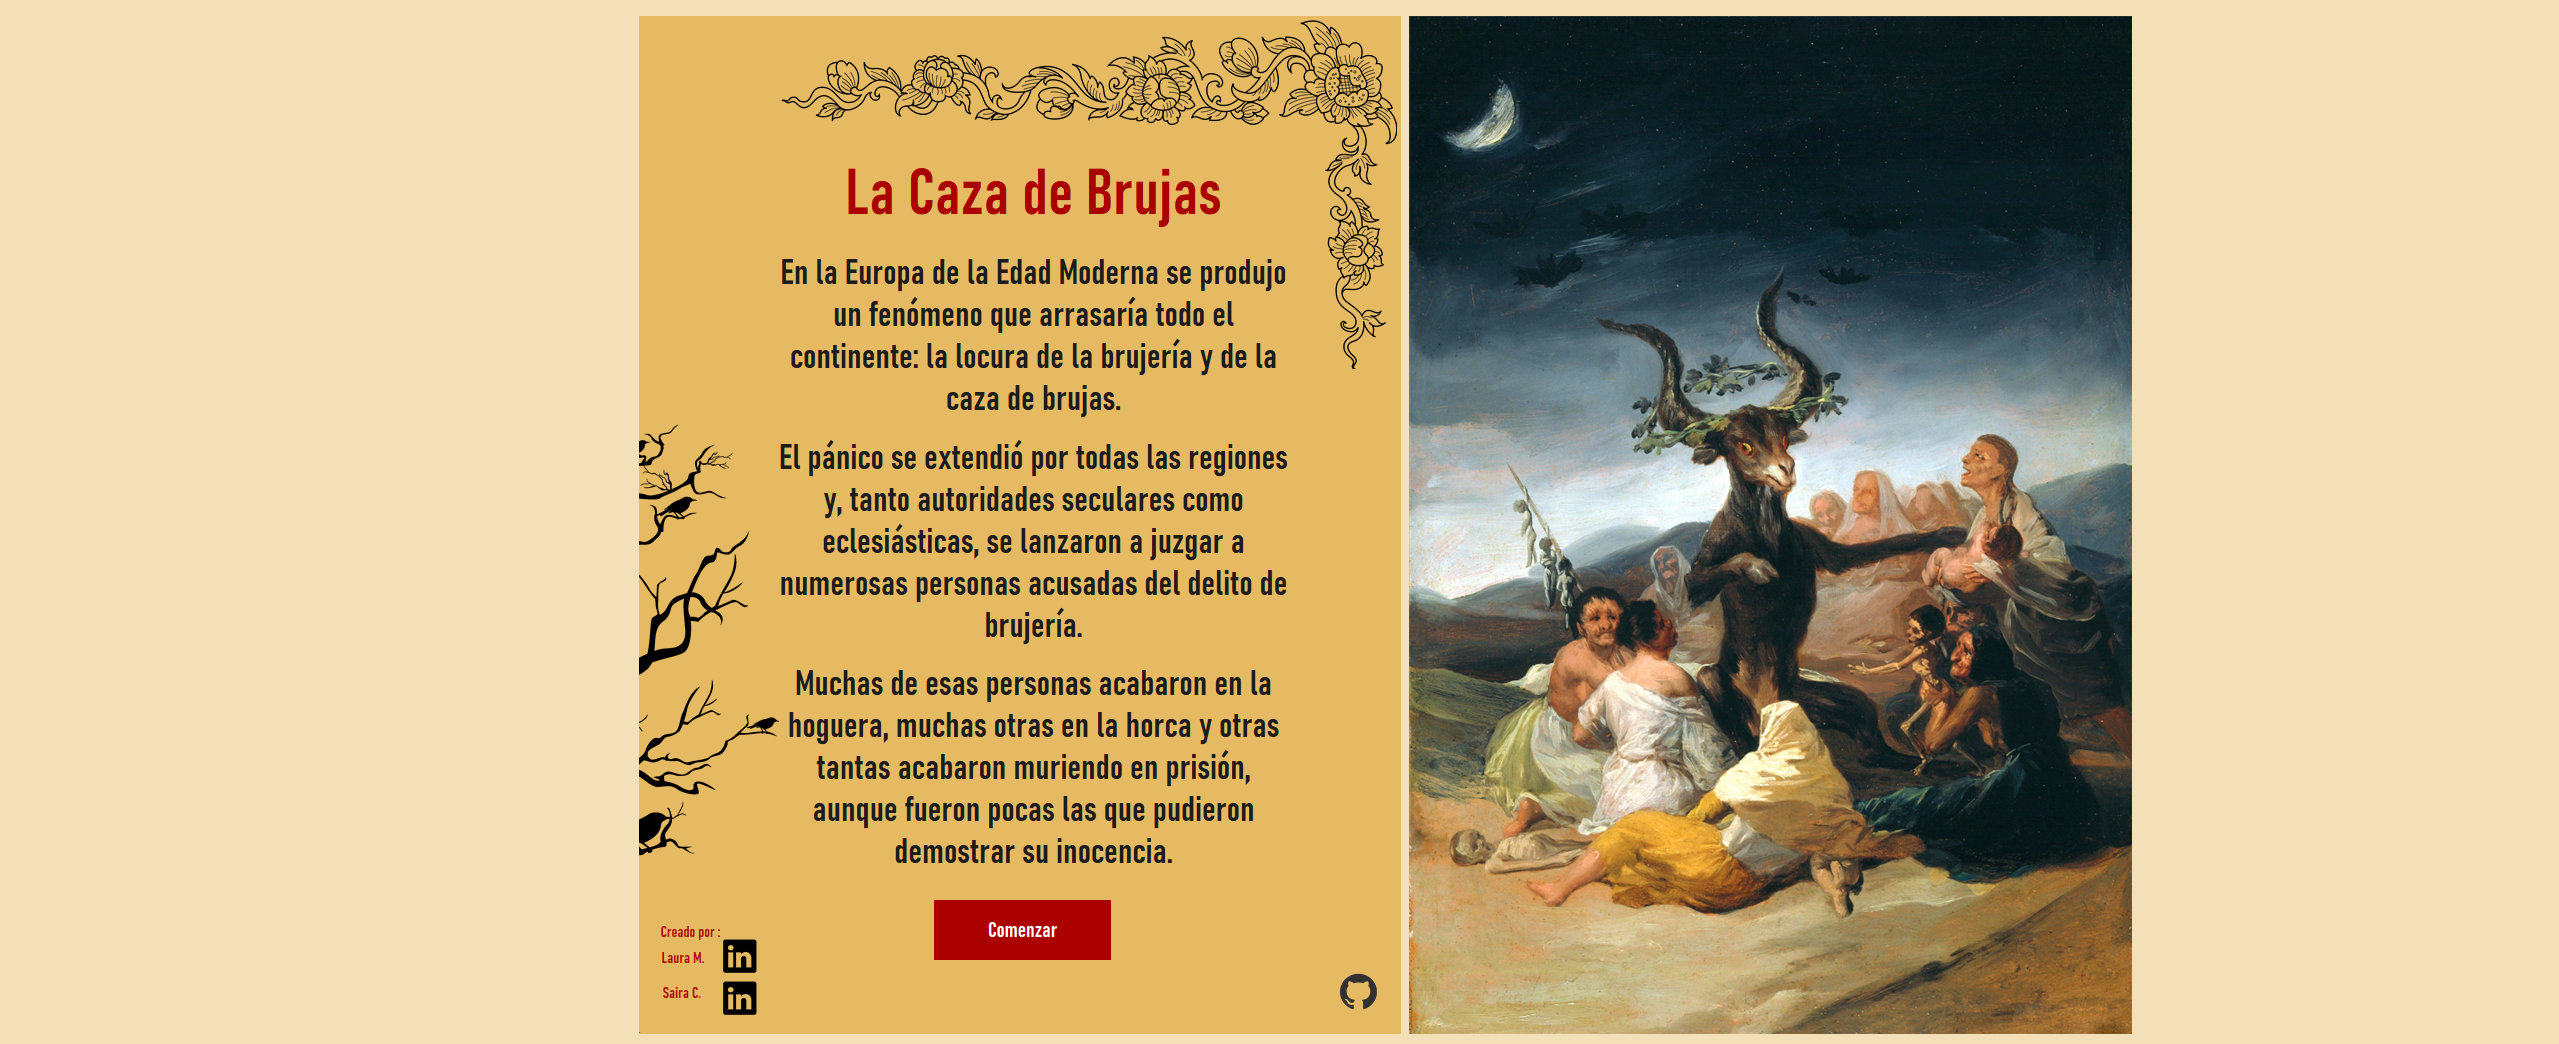 La Caza de Brujas
En la Europa de la Edad Moderna se produjo
un fenómeno que arrasaría todo el
continente: la locura de la brujería y de la
caza de brujas.
El pánico se extendió por todas las regiones
y, tanto autoridades seculares como
eclesiásticas, se lanzaron a juzgar a
numerosas personas acusadas del delito de
brujería.
Muchas de esas personas acabaron en la
hoguera, muchas otras en la horca y otras
tantas acabaron muriendo en prisión,
aunque fueron pocas las que pudieron
demostrar su inocencia.
Comenzar
Creado por :
Laura M. in
Saira C. in